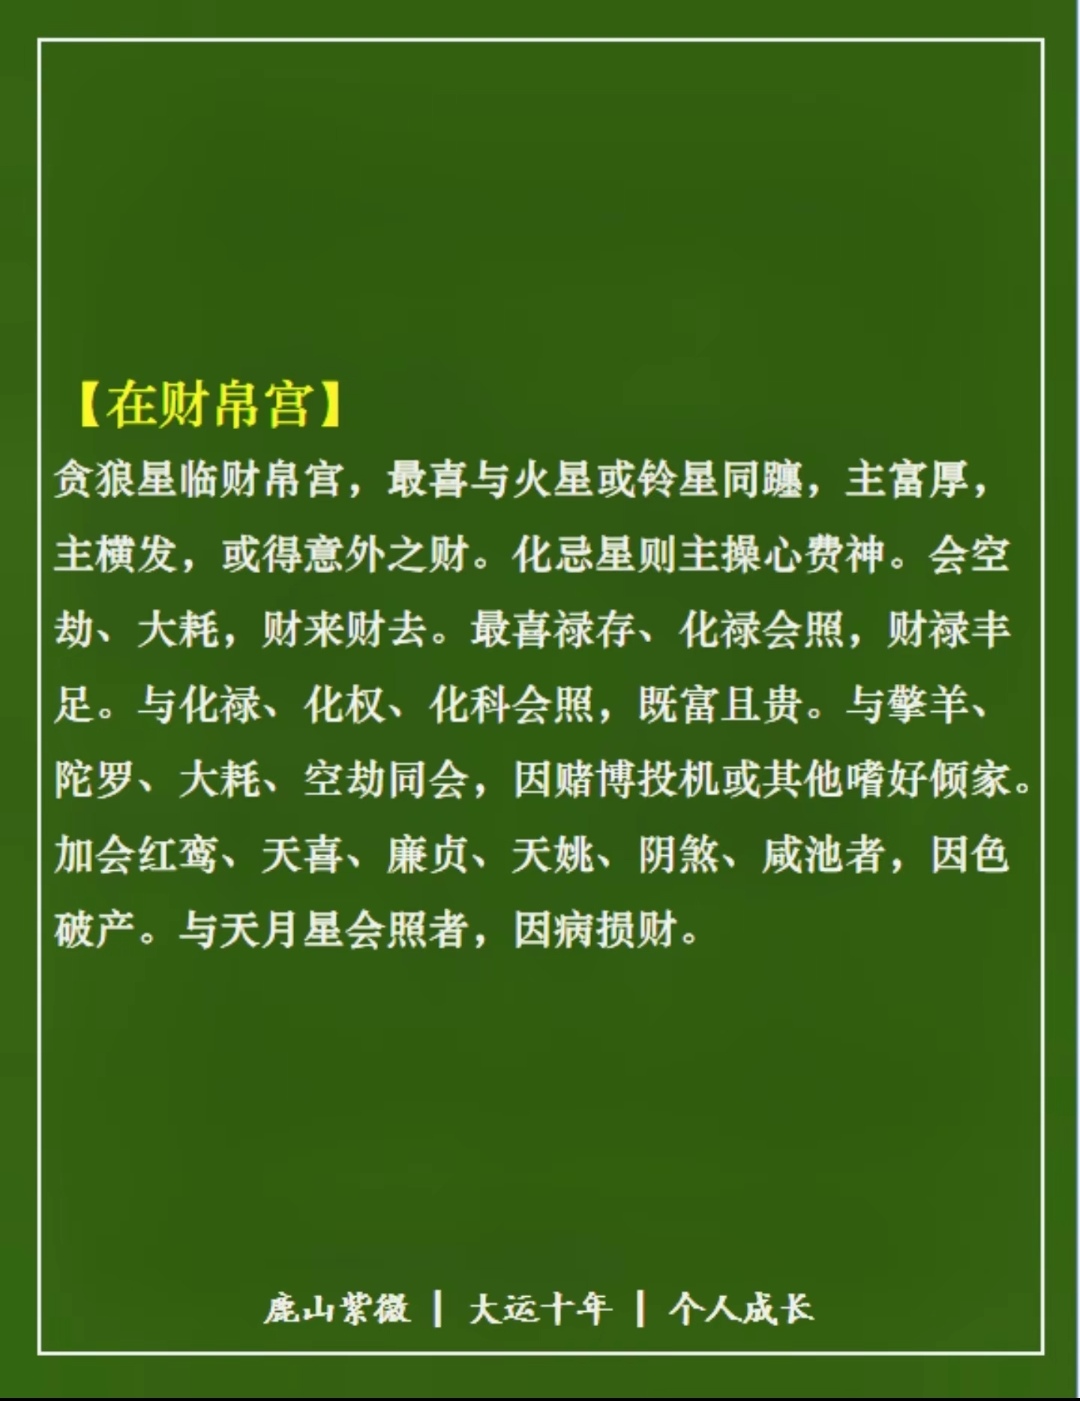 【在财帛宫】
贪狼星临财帛宫，最喜与火星或铃星同躔，主富厚，
主横发，或得意外之财。化忌星则主操心费神。会空
劫、大耗，财来财去。最喜禄存、化禄会照，财禄丰
足。与化禄、化权、化科会照，既富且贵。与擎羊、
陀罗、大耗、空劫同会，因赌博投机或其他嗜好倾家。
加会红鸾、天喜、廉贞、天姚、阴煞、咸池者，因色
破产。与天月星会照者，因病损财。
鹿山紫微 | 大运十年 | 个人成长